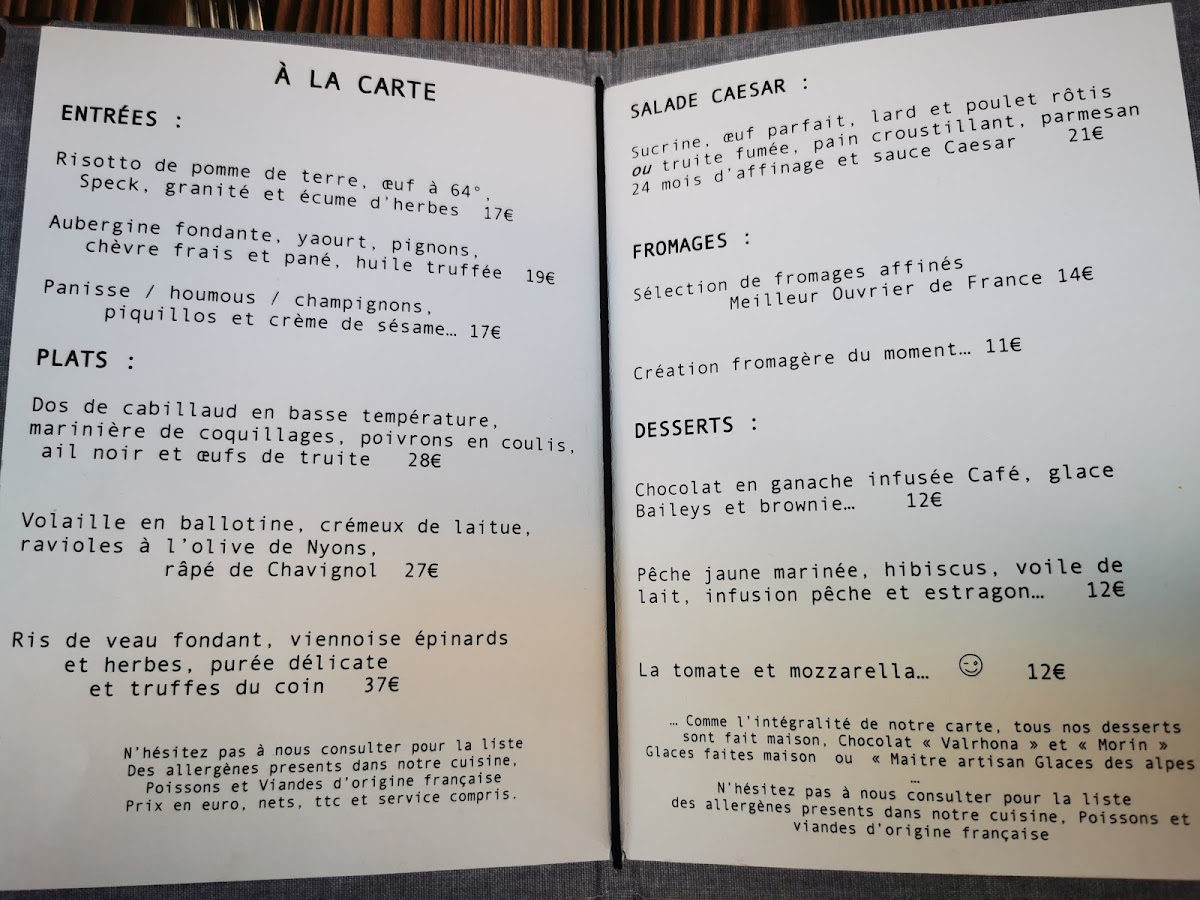 À LA CARTE
ENTRÉES :
Risotto de pomme de terre, œuf à 64°,
Speck, granité et écume d'herbes 17€
Aubergine fondante, yaourt, pignons,
chèvre frais et pané, huile truffée 19€
Panisse / houmous / champignons,
piquillos et crème de sésame… 17€
PLATS :
Dos de cabillaud en basse température,
marinière de coquillages, poivrons en coulis,
ail noir et œufs de truite 28€
Volaille en ballotine, crémeux de laitue,
ravioles à l'olive de Nyons,
râpé de Chavignol 27€
Ris de veau fondant, viennoise épinards
et herbes, purée délicate
et truffes du coin 37€
N'hésitez pas à nous consulter pour la liste
Des allergènes presents dans notre cuisine,
Poissons et Viandes d'origine française
Prix en euro, nets, ttc et service compris.
SALADE CAESAR :
Sucrine, œuf parfait, lard et poulet rôtis
ou truite fumée, pain croustillant, parmesan
24 mois d'affinage et sauce Caesar 21€
FROMAGES :
Sélection de fromages affinés
Meilleur Ouvrier de France 14€
Création fromagère du moment… 11€
DESSERTS :
Chocolat en ganache infusée Café, glace
Baileys et brownie… 12€
Pêche jaune marinée, hibiscus, voile de
lait, infusion pêche et estragon… 12€
La tomate et mozzarella… 12€
… Comme l'intégralité de notre carte, tous nos desserts
sont fait maison, Chocolat « Valrhona » et « Morin »
Glaces faites maison ou « Maitre artisan Glaces des alpes
…
N'hésitez pas à nous consulter pour la liste
des allergènes presents dans notre cuisine, Poissons et
viandes d'origine française